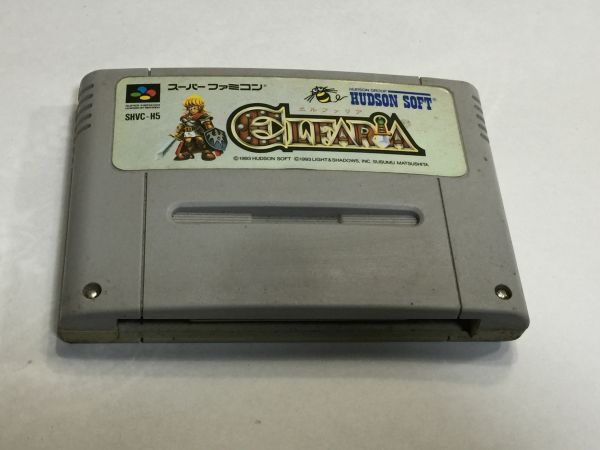 スーパーファミコン
SHVC-H5
HUDSON GROUP
HUDSON SOFT
エルファリア
ELFARIA
©1993 HUDSON SOFT ©1993 LIGHT & SHADOWS, INC. SUSUMU MATSUSHITA